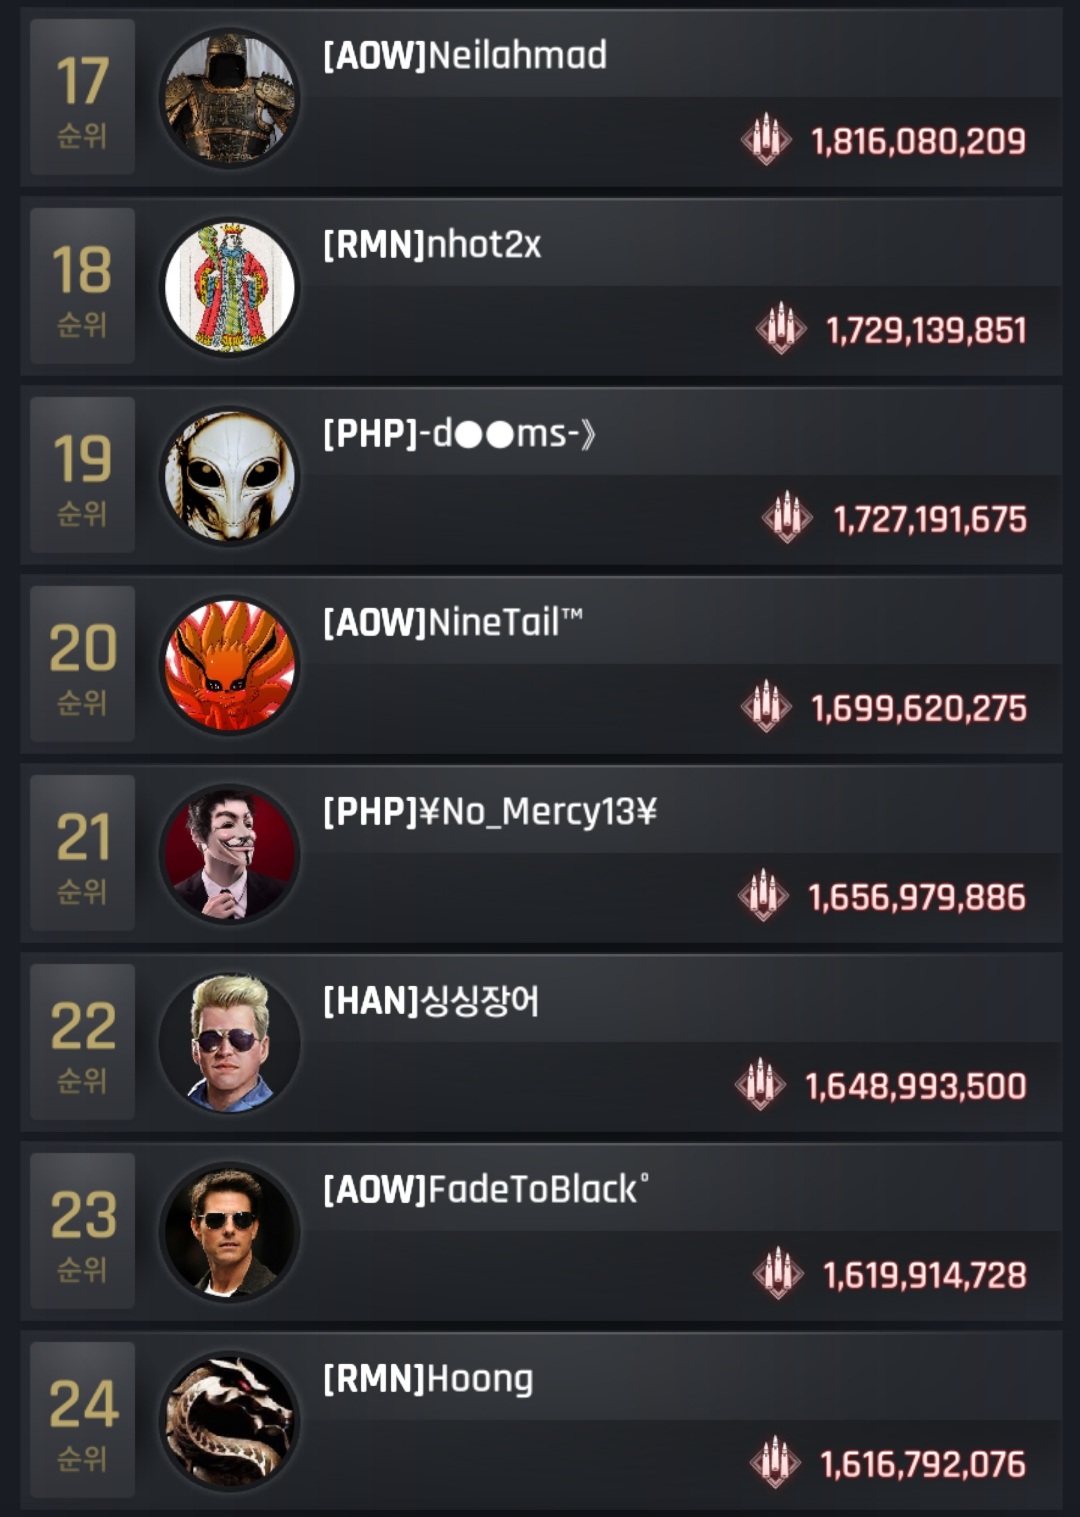 17
순위
[AOW]Neilahmad
1,816,080,209
18
순위
[RMN]nhot2x
1,729,139,851
19
순위
[PHP]-d●●ms-》
1,727,191,675
20
순위
[AOW]NineTail™
1,699,620,275
21
순위
[PHP]¥No_Mercy13¥
1,656,979,886
22
순위
[HAN]싱싱장어
1,648,993,500
23
순위
[AOW]FadeToBlack°
1,619,914,728
24
순위
[RMN]Hoong
1,616,792,076